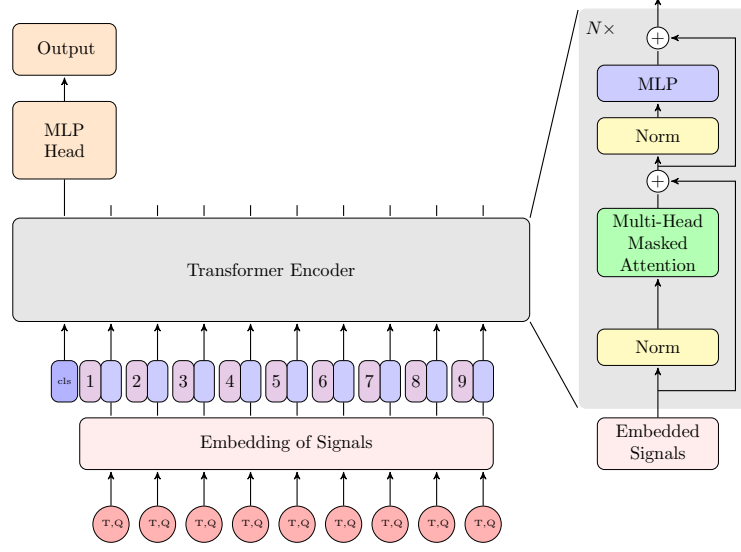 Output
MLP
Head
Transformer Encoder
cls 1 2 3 4 5 6 7 8 9
Embedding of Signals
T,Q T,Q T,Q T,Q T,Q T,Q T,Q T,Q T,Q
N×
+
MLP
Norm
+
Multi-Head
Masked
Attention
Norm
Embedded
Signals